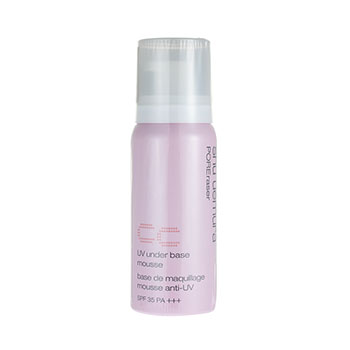 shu uemura
POREraser
UV under base
mousse
base de maquillage
mousse anti-UV
SPF 35 PA +++